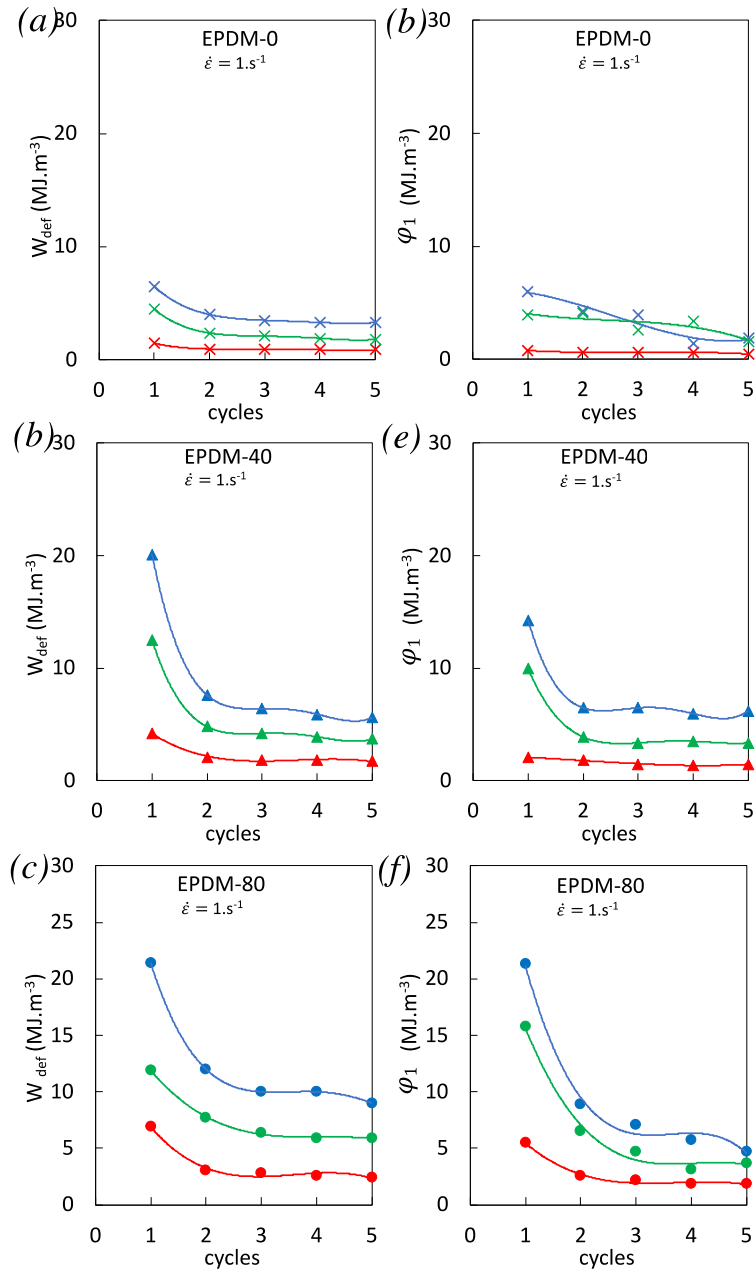 (a)
30
20
10
0
EPDM-0
ε̇ = 1.s⁻¹
W_def (MJ.m⁻³)
0 1 2 3 4 5
cycles
(b)
30
20
10
0
EPDM-0
ε̇ = 1.s⁻¹
φ₁ (MJ.m⁻³)
0 1 2 3 4 5
cycles
(b)
30
20
10
0
EPDM-40
ε̇ = 1.s⁻¹
W_def (MJ.m⁻³)
0 1 2 3 4 5
cycles
(e)
30
20
10
0
EPDM-40
ε̇ = 1.s⁻¹
φ₁ (MJ.m⁻³)
0 1 2 3 4 5
cycles
(c)
30
25
20
15
10
5
0
EPDM-80
ε̇ = 1.s⁻¹
W_def (MJ.m⁻³)
0 1 2 3 4 5
cycles
(f)
30
25
20
15
10
5
0
EPDM-80
ε̇ = 1.s⁻¹
φ₁ (MJ.m⁻³)
0 1 2 3 4 5
cycles